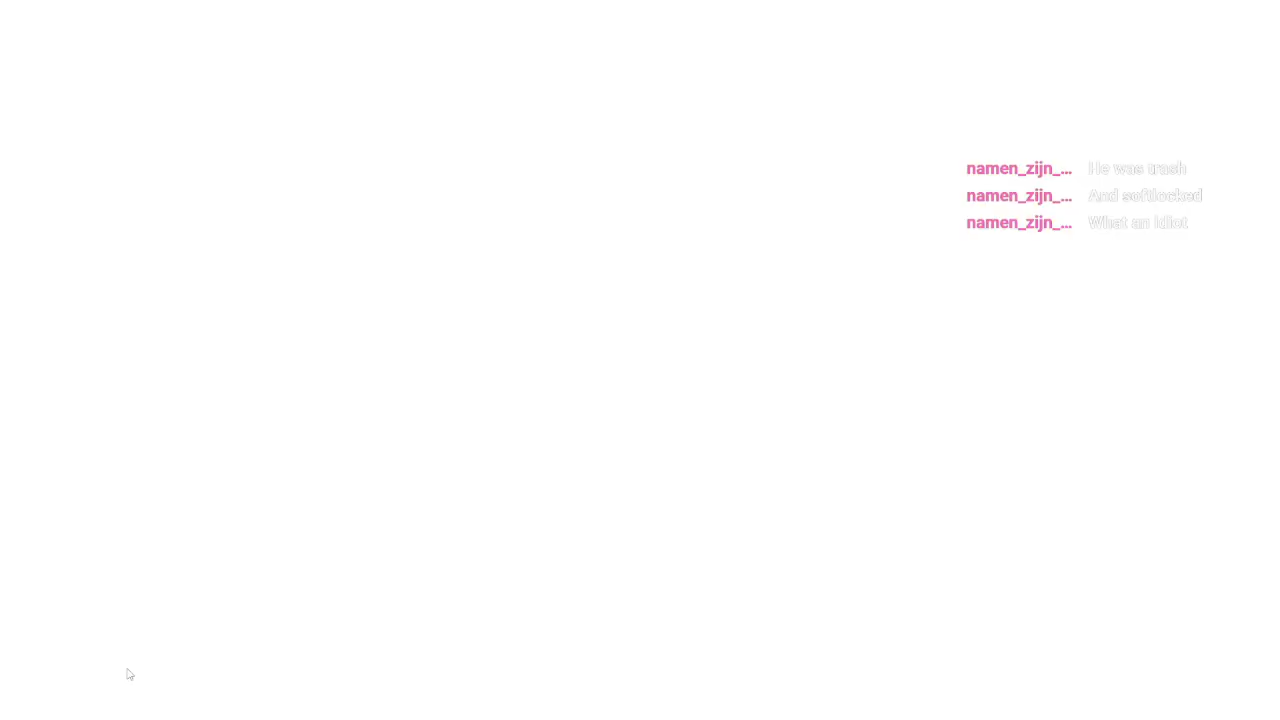 namen_zijn_... He was trash
namen_zijn_... And softlocked
namen_zijn_... What an idiot